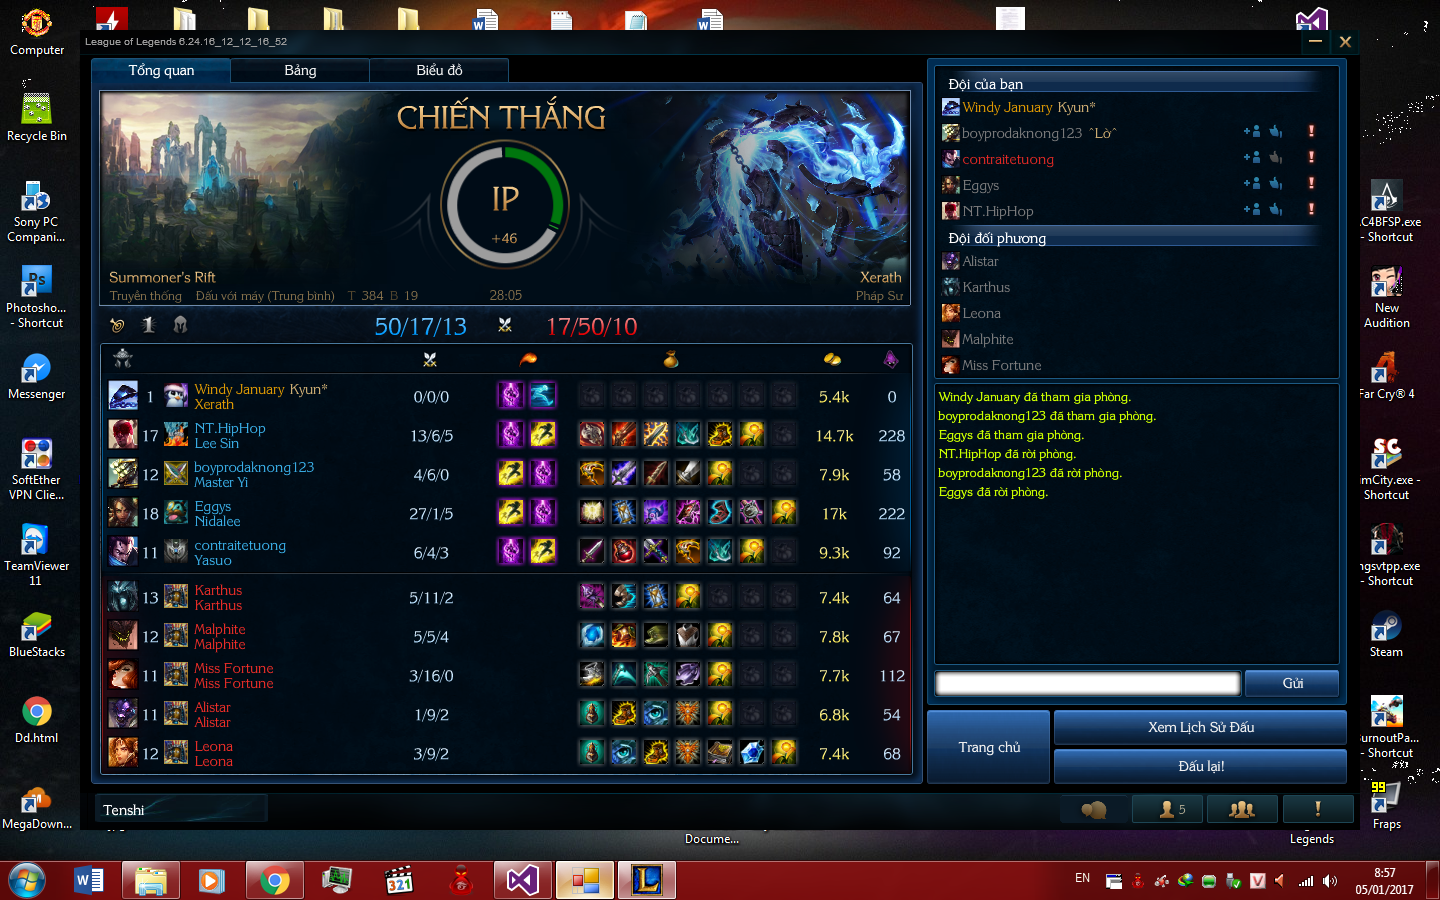 Computer
Recycle Bin
Sony PC
Compani...
Photosho...
- Shortcut
Messenger
SoftEther
VPN Clie...
TeamViewer
11
BlueStacks
Dd.html
MegaDown...
League of Legends 6.24.16_12_12_16_52
Tổng quan
Bảng
Biểu đồ
CHIẾN THẮNG
IP
+46
Summoner's Rift
Xerath
Truyền thống Đấu với máy (Trung bình) T 384 B 19
28:05
Pháp Sư
1
50/17/13
17/50/10
1 Windy January Kyun* 0/0/0 5.4k 0
Xerath
17 NT.HipHop 13/6/5 14.7k 228
Lee Sin
12 boyprodaknong123 4/6/0 7.9k 58
Master Yi
18 Eggys 27/1/5 17k 222
Nidalee
11 contraitetuong 6/4/3 9.3k 92
Yasuo
13 Karthus 5/11/2 7.4k 64
Karthus
12 Malphite 5/5/4 7.8k 67
Malphite
11 Miss Fortune 3/16/0 7.7k 112
Miss Fortune
11 Alistar 1/9/2 6.8k 54
Alistar
12 Leona 3/9/2 7.4k 68
Leona
Tenshi
Đội của bạn
Windy January Kyun*
boyprodaknong123 ^Lờ^
contraitetuong
Eggys
NT.HipHop
Đội đối phương
Alistar
Karthus
Leona
Malphite
Miss Fortune
Windy January đã tham gia phòng.
boyprodaknong123 đã tham gia phòng.
Eggys đã tham gia phòng.
NT.HipHop đã rời phòng.
boyprodaknong123 đã rời phòng.
Eggys đã rời phòng.
Gửi
Trang chủ
Xem Lịch Sử Đấu
Đấu lại!
5
C4BFSP.exe
- Shortcut
New
Audition
Far Cry® 4
imCity.exe -
Shortcut
ngsvtpp.exe
- Shortcut
Steam
urnoutPa...
- Shortcut
99
Fraps
Docume...
Legends
EN
8:57
05/01/2017